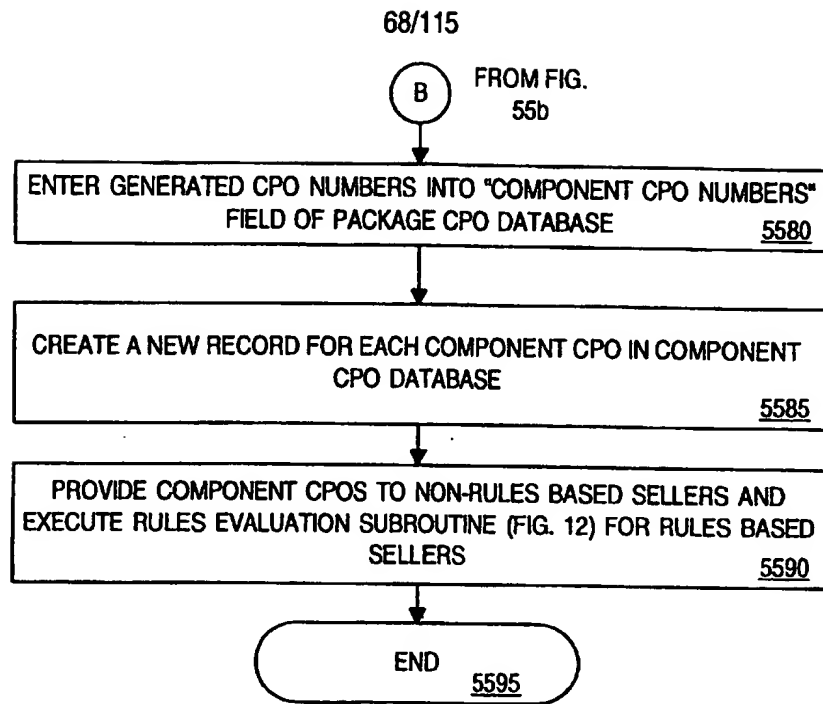 68/115
B
FROM FIG.
55b
ENTER GENERATED CPO NUMBERS INTO "COMPONENT CPO NUMBERS"
FIELD OF PACKAGE CPO DATABASE
5580
CREATE A NEW RECORD FOR EACH COMPONENT CPO IN COMPONENT
CPO DATABASE
5585
PROVIDE COMPONENT CPOS TO NON-RULES BASED SELLERS AND
EXECUTE RULES EVALUATION SUBROUTINE (FIG. 12) FOR RULES BASED
SELLERS
5590
END
5595